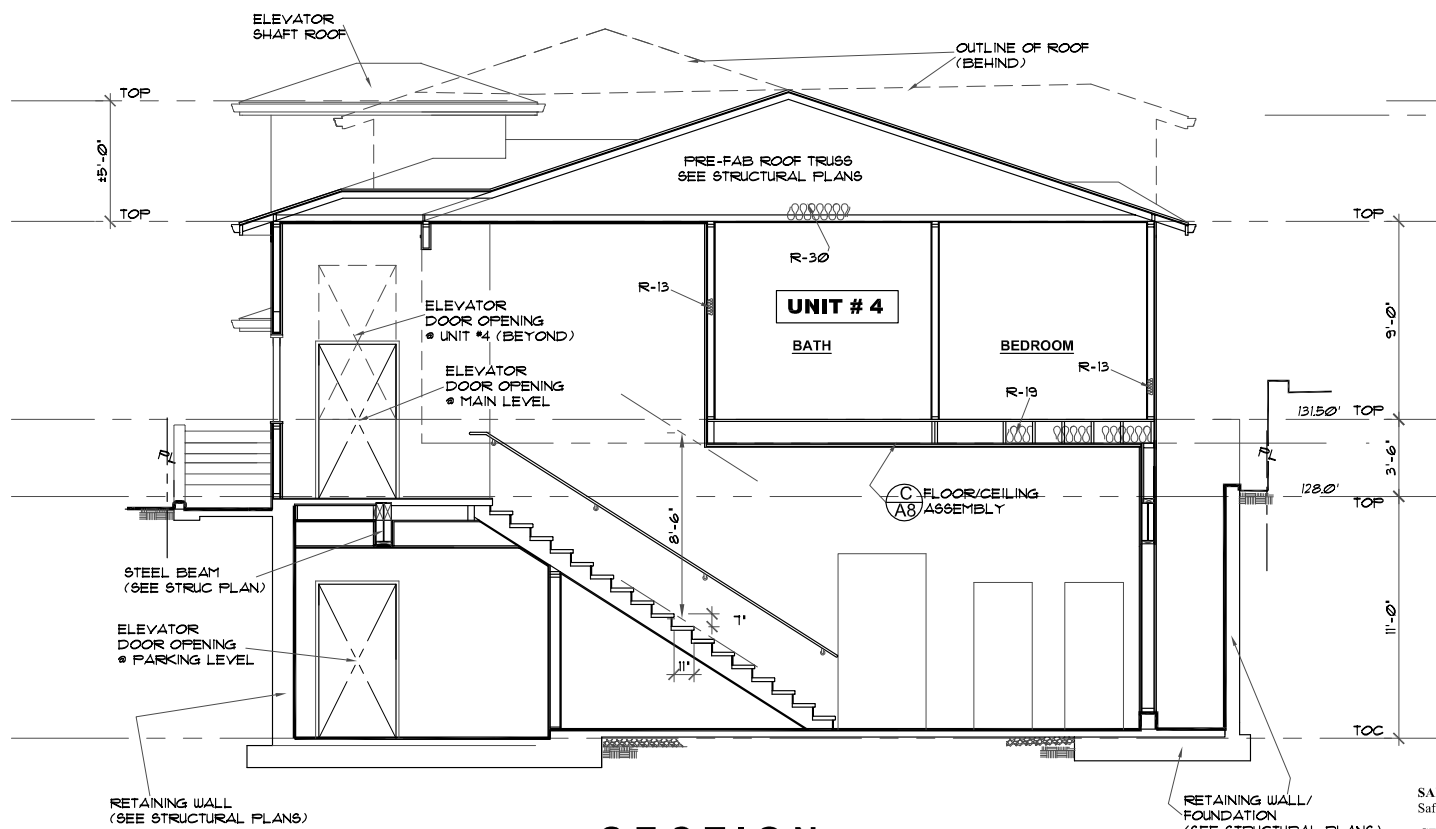 ELEVATOR
SHAFT ROOF
OUTLINE OF ROOF
(BEHIND)
TOP
±5'-0"
PRE-FAB ROOF TRUSS
SEE STRUCTURAL PLANS
TOP
TOP
R-30
R-13
UNIT # 4
ELEVATOR
DOOR OPENING
@ UNIT #4 (BEYOND)
BATH
BEDROOM
9'-0"
ELEVATOR
DOOR OPENING
@ MAIN LEVEL
R-13
R-19
131.50'
TOP
3'-6"
128.0'
TOP
C
A8
FLOOR/CEILING
ASSEMBLY
8'-6"
STEEL BEAM
(SEE STRUC PLAN)
7"
11"
11'-0"
ELEVATOR
DOOR OPENING
@ PARKING LEVEL
TOC
RETAINING WALL
(SEE STRUCTURAL PLANS)
RETAINING WALL/
FOUNDATION
(SEE STRUCTURAL PLANS)
SA
Saf
SECTION